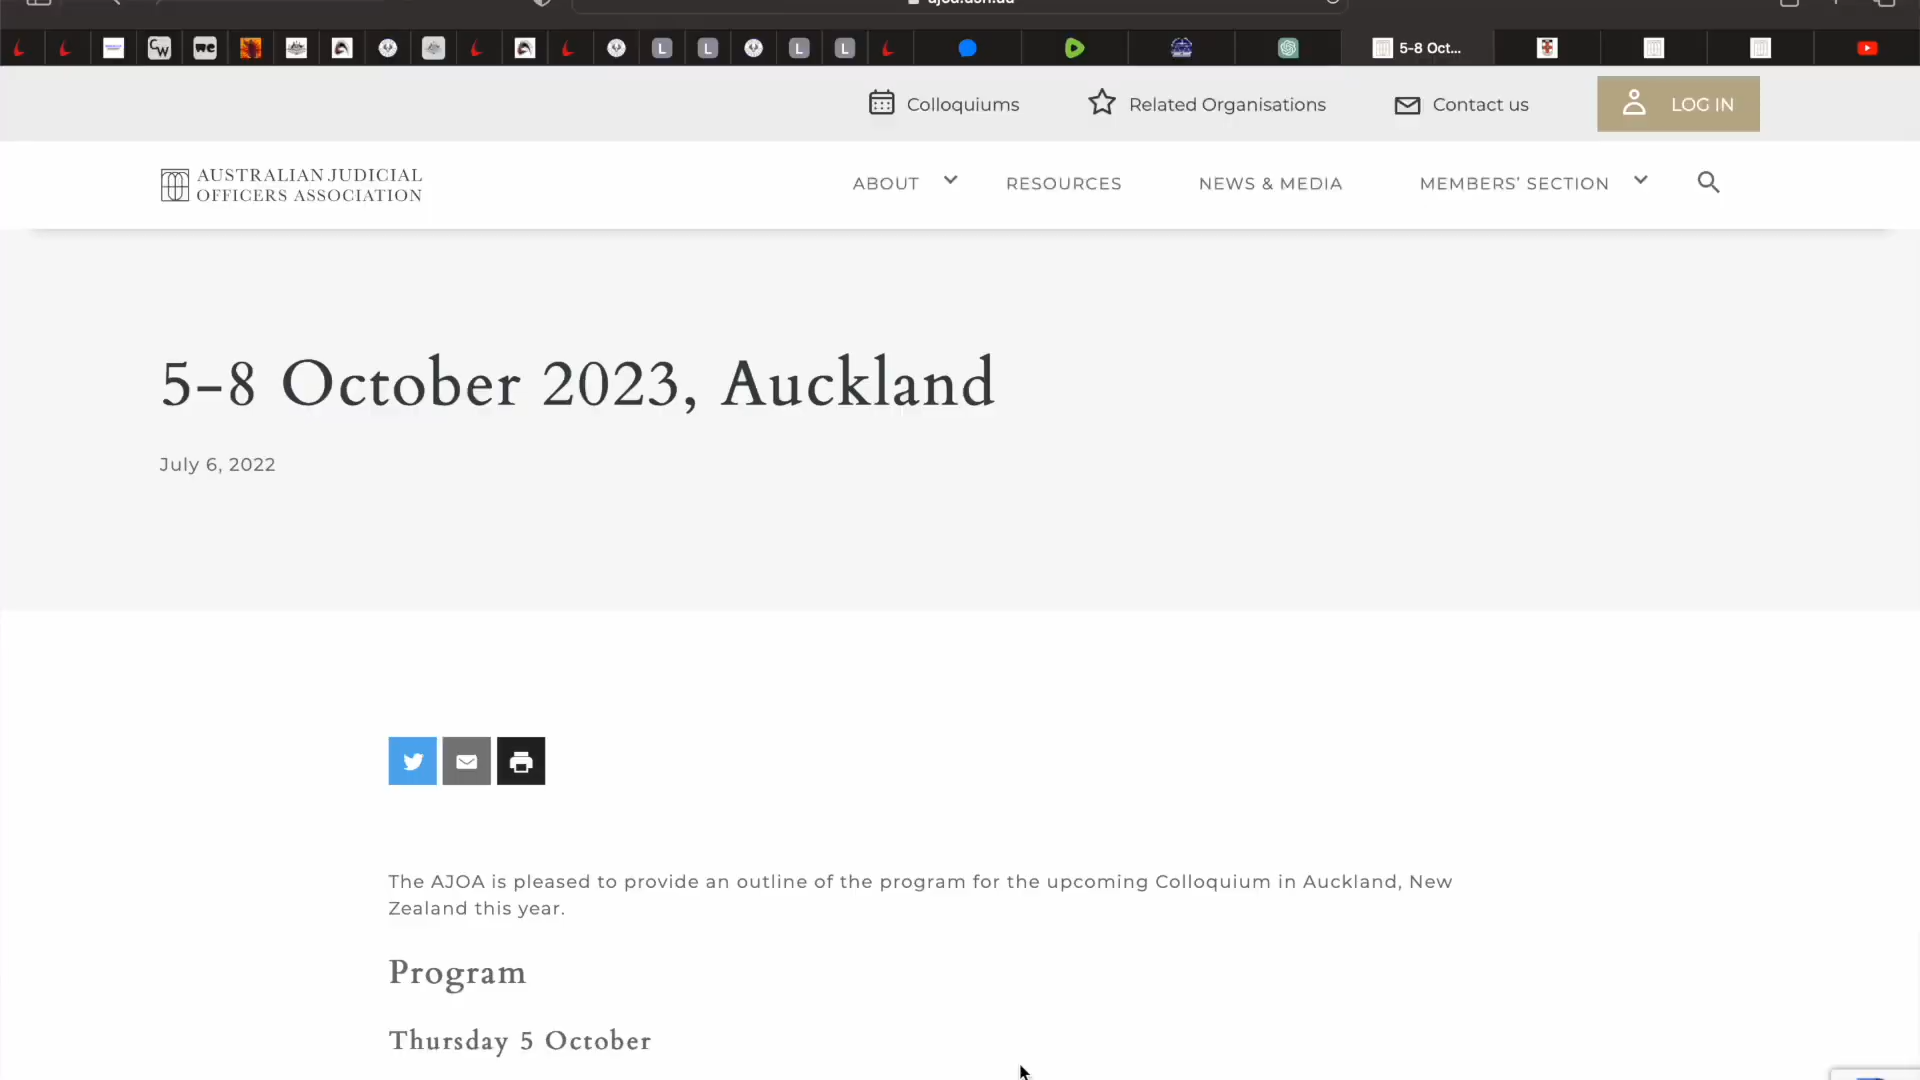 5-8 Oct...
Colloquiums
Related Organisations
Contact us
LOG IN
AUSTRALIAN JUDICIAL
OFFICERS ASSOCIATION
ABOUT
RESOURCES
NEWS & MEDIA
MEMBERS’ SECTION
5–8 October 2023, Auckland
July 6, 2022
The AJOA is pleased to provide an outline of the program for the upcoming Colloquium in Auckland, New
Zealand this year.
Program
Thursday 5 October